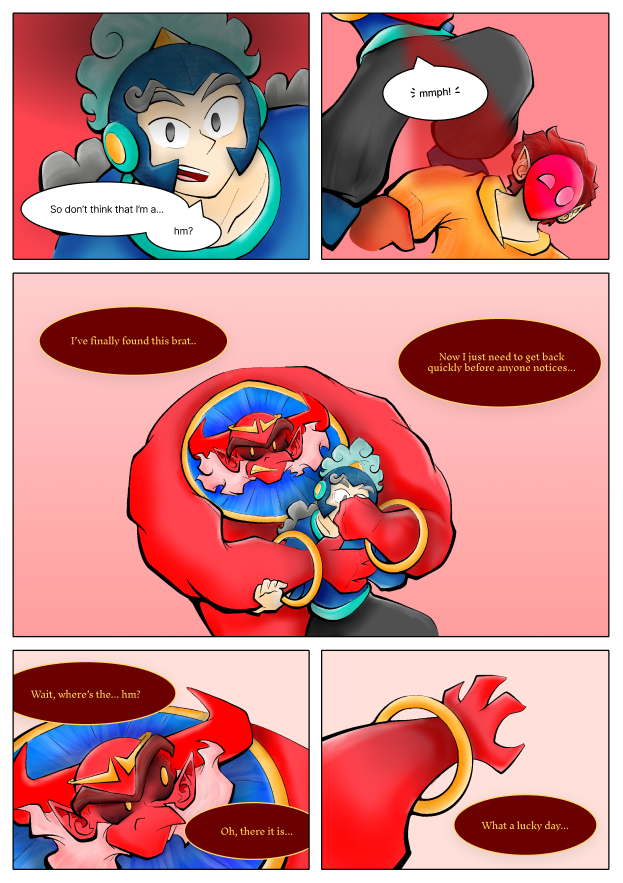 So don't think that I'm a...
hm?
mmph!
I've finally found this brat..
Now I just need to get back
quickly before anyone notices...
Wait, where's the... hm?
Oh, there it is...
What a lucky day...